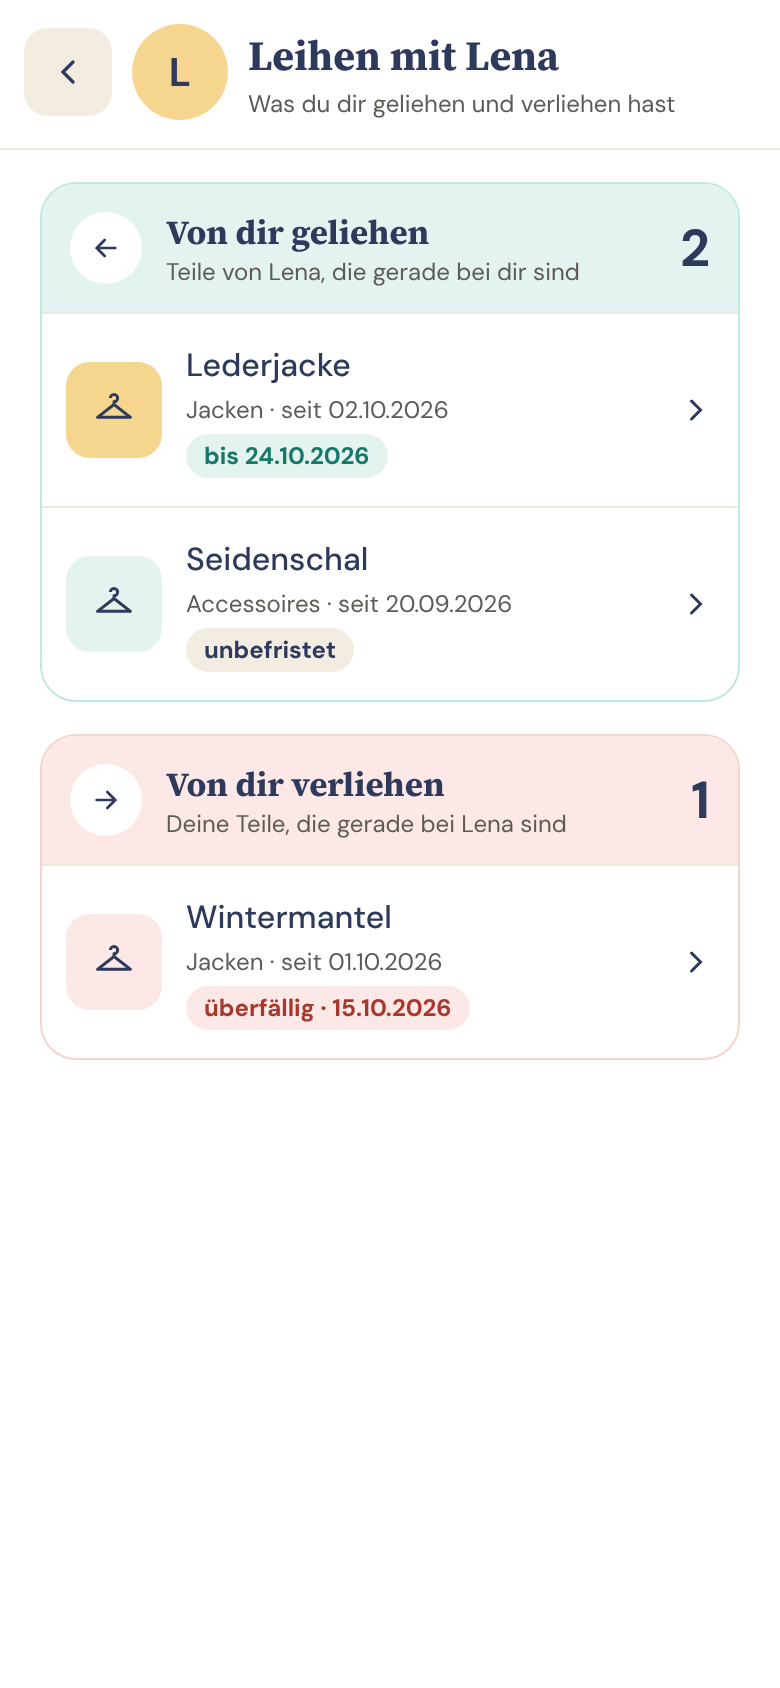 L
Leihen mit Lena
Was du dir geliehen und verliehen hast
Von dir geliehen
Teile von Lena, die gerade bei dir sind
2
Lederjacke
Jacken · seit 02.10.2026
bis 24.10.2026
Seidenschal
Accessoires · seit 20.09.2026
unbefristet
Von dir verliehen
Deine Teile, die gerade bei Lena sind
1
Wintermantel
Jacken · seit 01.10.2026
überfällig · 15.10.2026